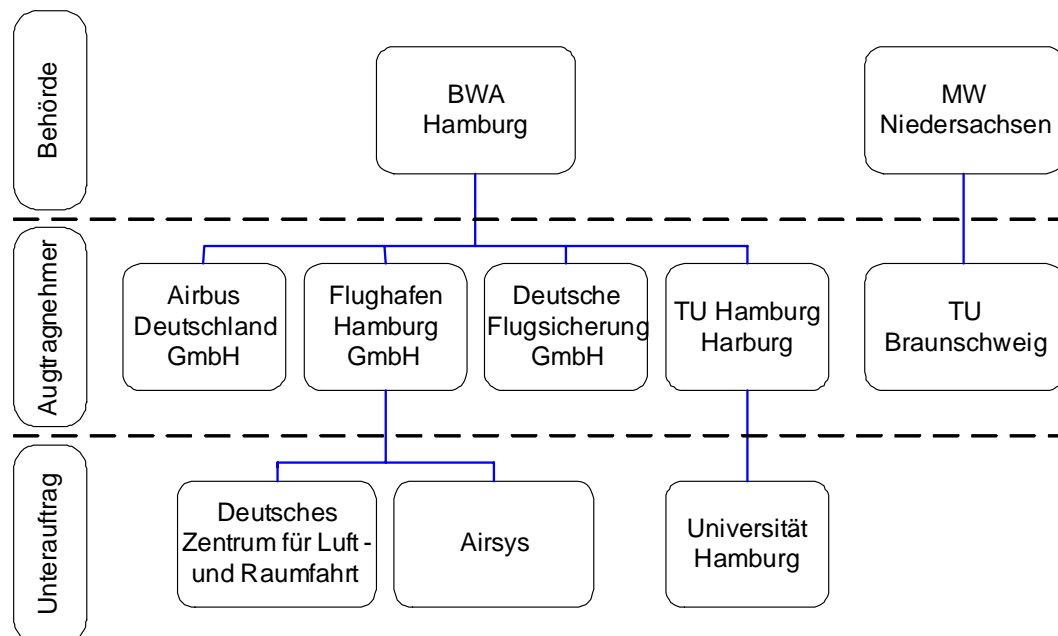 Behörde
BWA
Hamburg
MW
Niedersachsen
Augtragnehmer
Airbus
Deutschland
GmbH
Flughafen
Hamburg
GmbH
Deutsche
Flugsicherung
GmbH
TU Hamburg
Harburg
TU
Braunschweig
Unterauftrag
Deutsches
Zentrum für Luft -
und Raumfahrt
Airsys
Universität
Hamburg